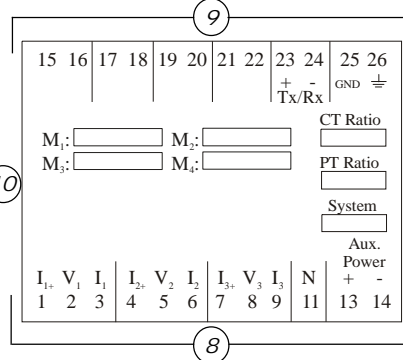 9
15 16 17 18 19 20 21 22 23 24 25 26
+ - GND
Tx/Rx
CT Ratio
M₁: M₂:
M₃: M₄:
PT Ratio
System
Aux.
Power
I₁₊ V₁ I₁ I₂₊ V₂ I₂ I₃₊ V₃ I₃ N + -
1 2 3 4 5 6 7 8 9 11 13 14
8